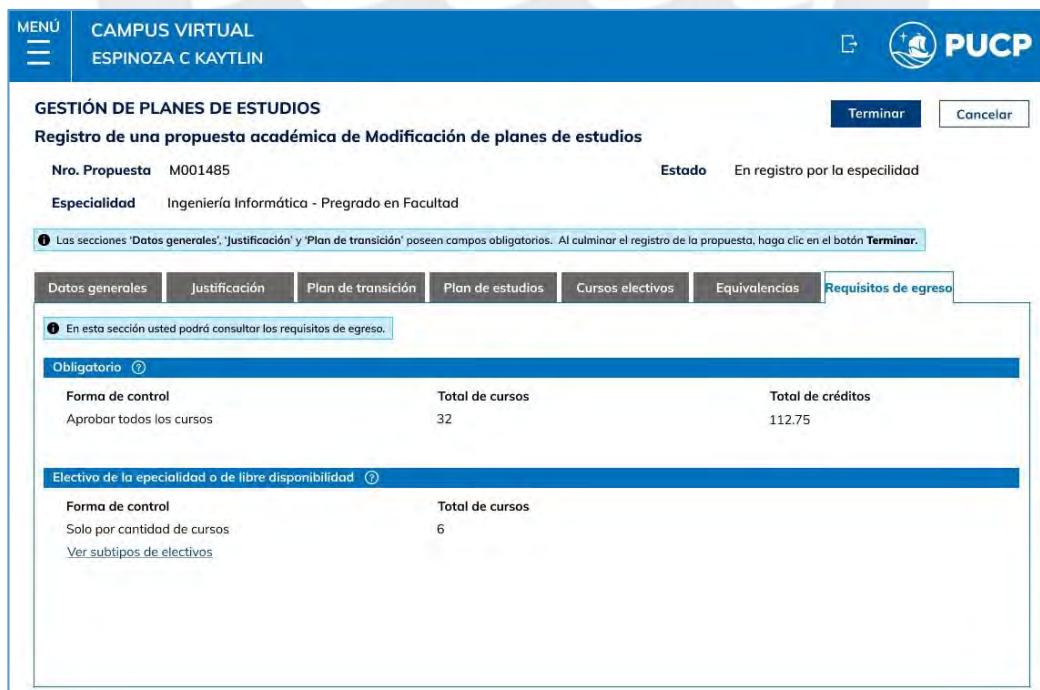 MENÚ
CAMPUS VIRTUAL
ESPINOZA C KAYTLIN
PUCP
GESTIÓN DE PLANES DE ESTUDIOS
Terminar
Cancelar
Registro de una propuesta académica de Modificación de planes de estudios
Nro. Propuesta M001485
Estado En registro por la especilidad
Especialidad Ingeniería Informática - Pregrado en Facultad
Las secciones 'Datos generales', 'Justificación' y 'Plan de transición' poseen campos obligatorios. Al culminar el registro de la propuesta, haga clic en el botón Terminar.
Datos generales Justificación Plan de transición Plan de estudios Cursos electivos Equivalencias Requisitos de egreso
En esta sección usted podrá consultar los requisitos de egreso.
Obligatorio ?
Forma de control Total de cursos Total de créditos
Aprobar todos los cursos 32 112.75
Electivo de la epecialidad o de libre disponibilidad ?
Forma de control Total de cursos
Solo por cantidad de cursos 6
Ver subtipos de electivos